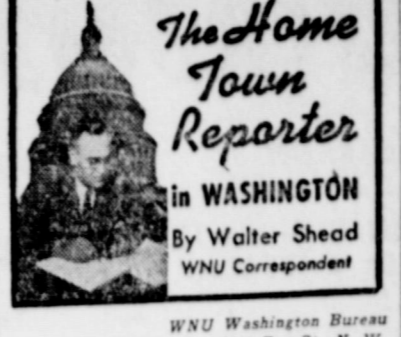 The Home
Town
Reporter
in WASHINGTON
By Walter Shead
WNU Correspondent
WNU Washington Bureau